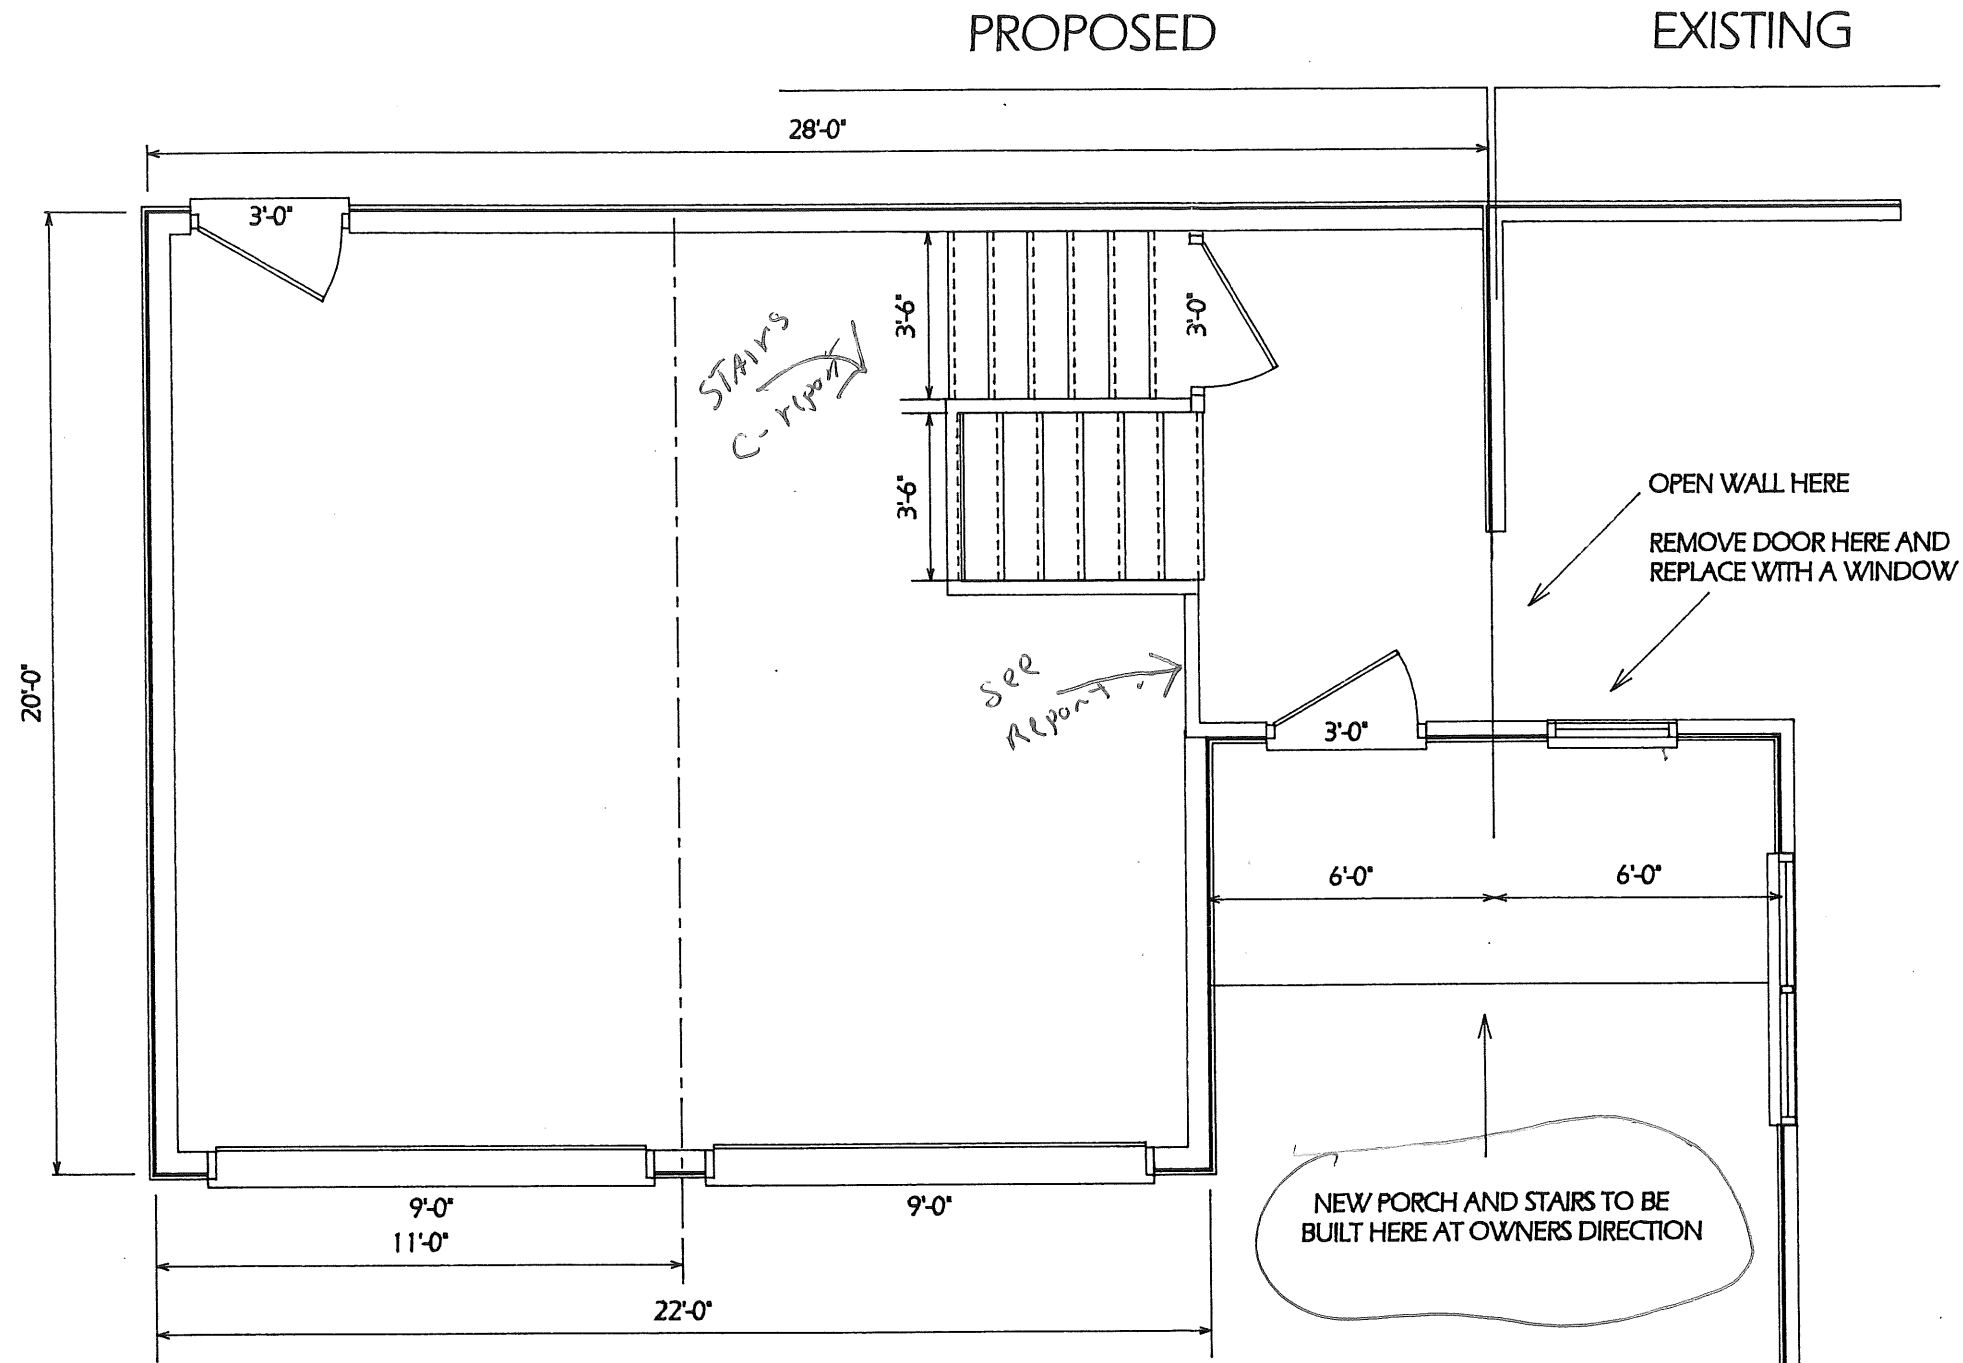 PROPOSED
EXISTING
28'-0"
3'-0"
3'-6"
3'-0"
STAIRS
C- report
3'-6"
OPEN WALL HERE
REMOVE DOOR HERE AND
REPLACE WITH A WINDOW
20'-0"
See
Report
3'-0"
6'-0"
6'-0"
9'-0"
9'-0"
NEW PORCH AND STAIRS TO BE
BUILT HERE AT OWNERS DIRECTION
11'-0"
22'-0"